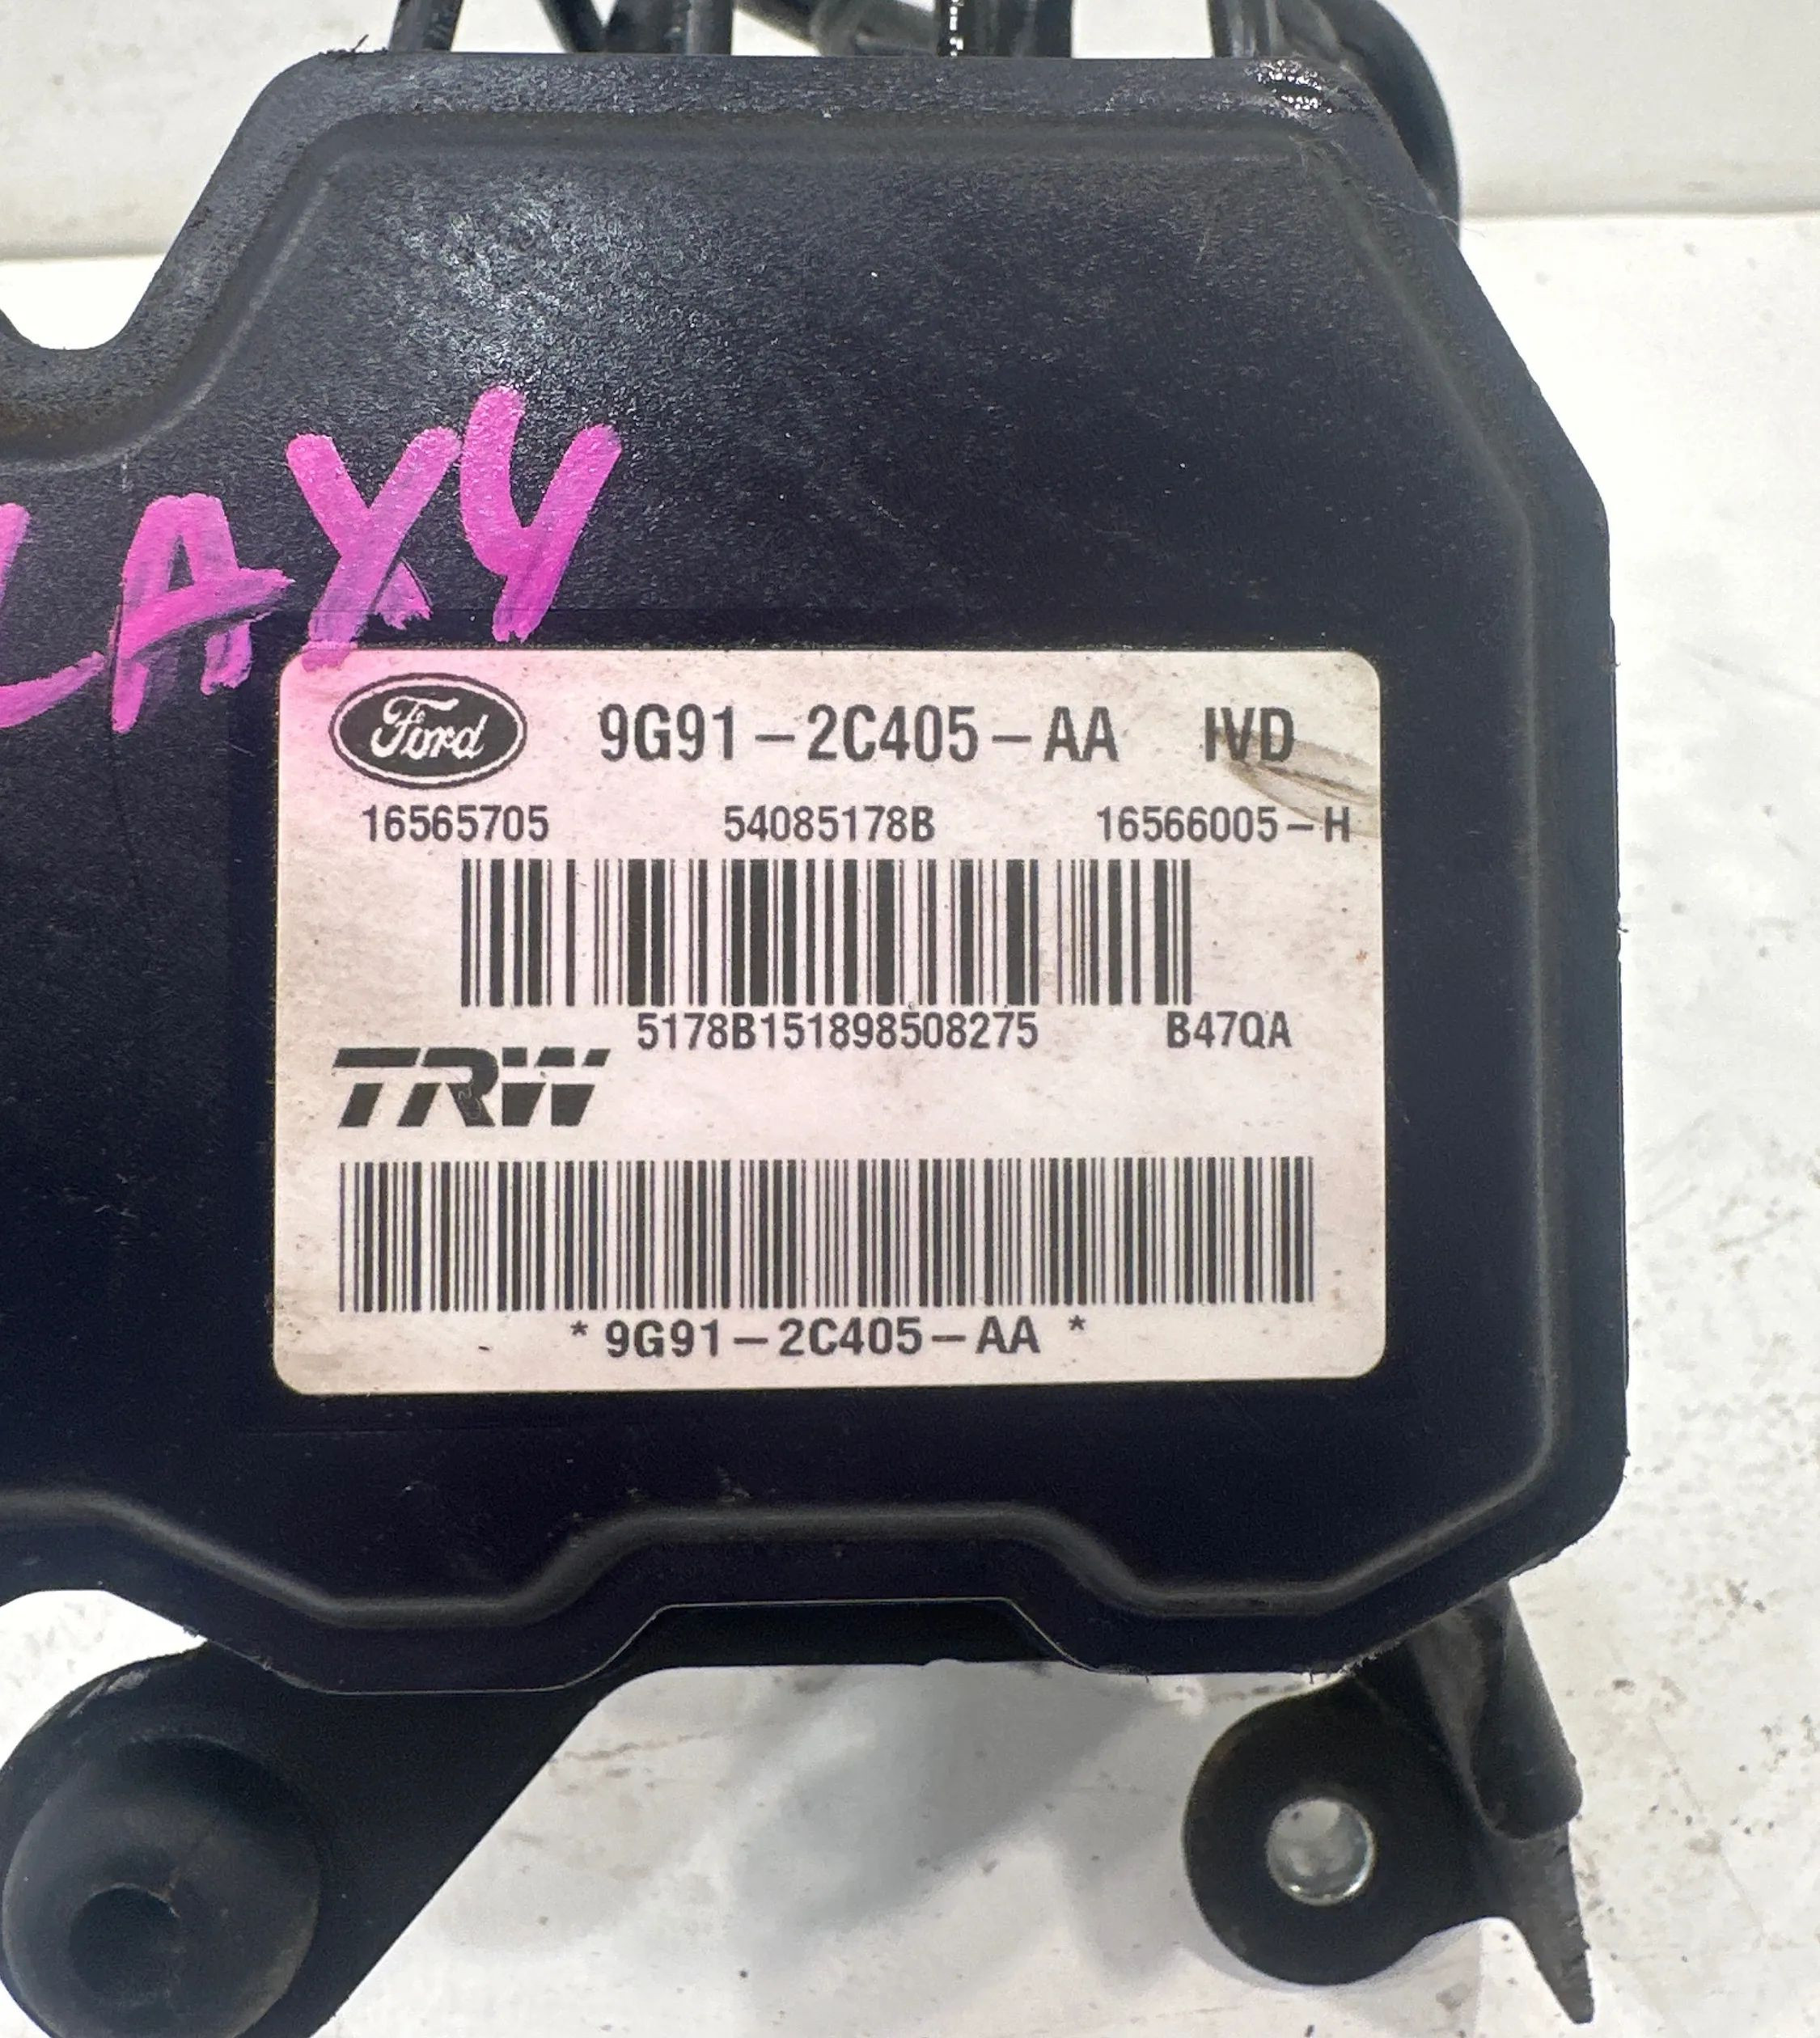 LAXY
Ford 9G91-2C405-AA IVD
16565705 54085178B 16566005-H
5178B151898508275 B47QA
TRW
*9G91-2C405-AA*